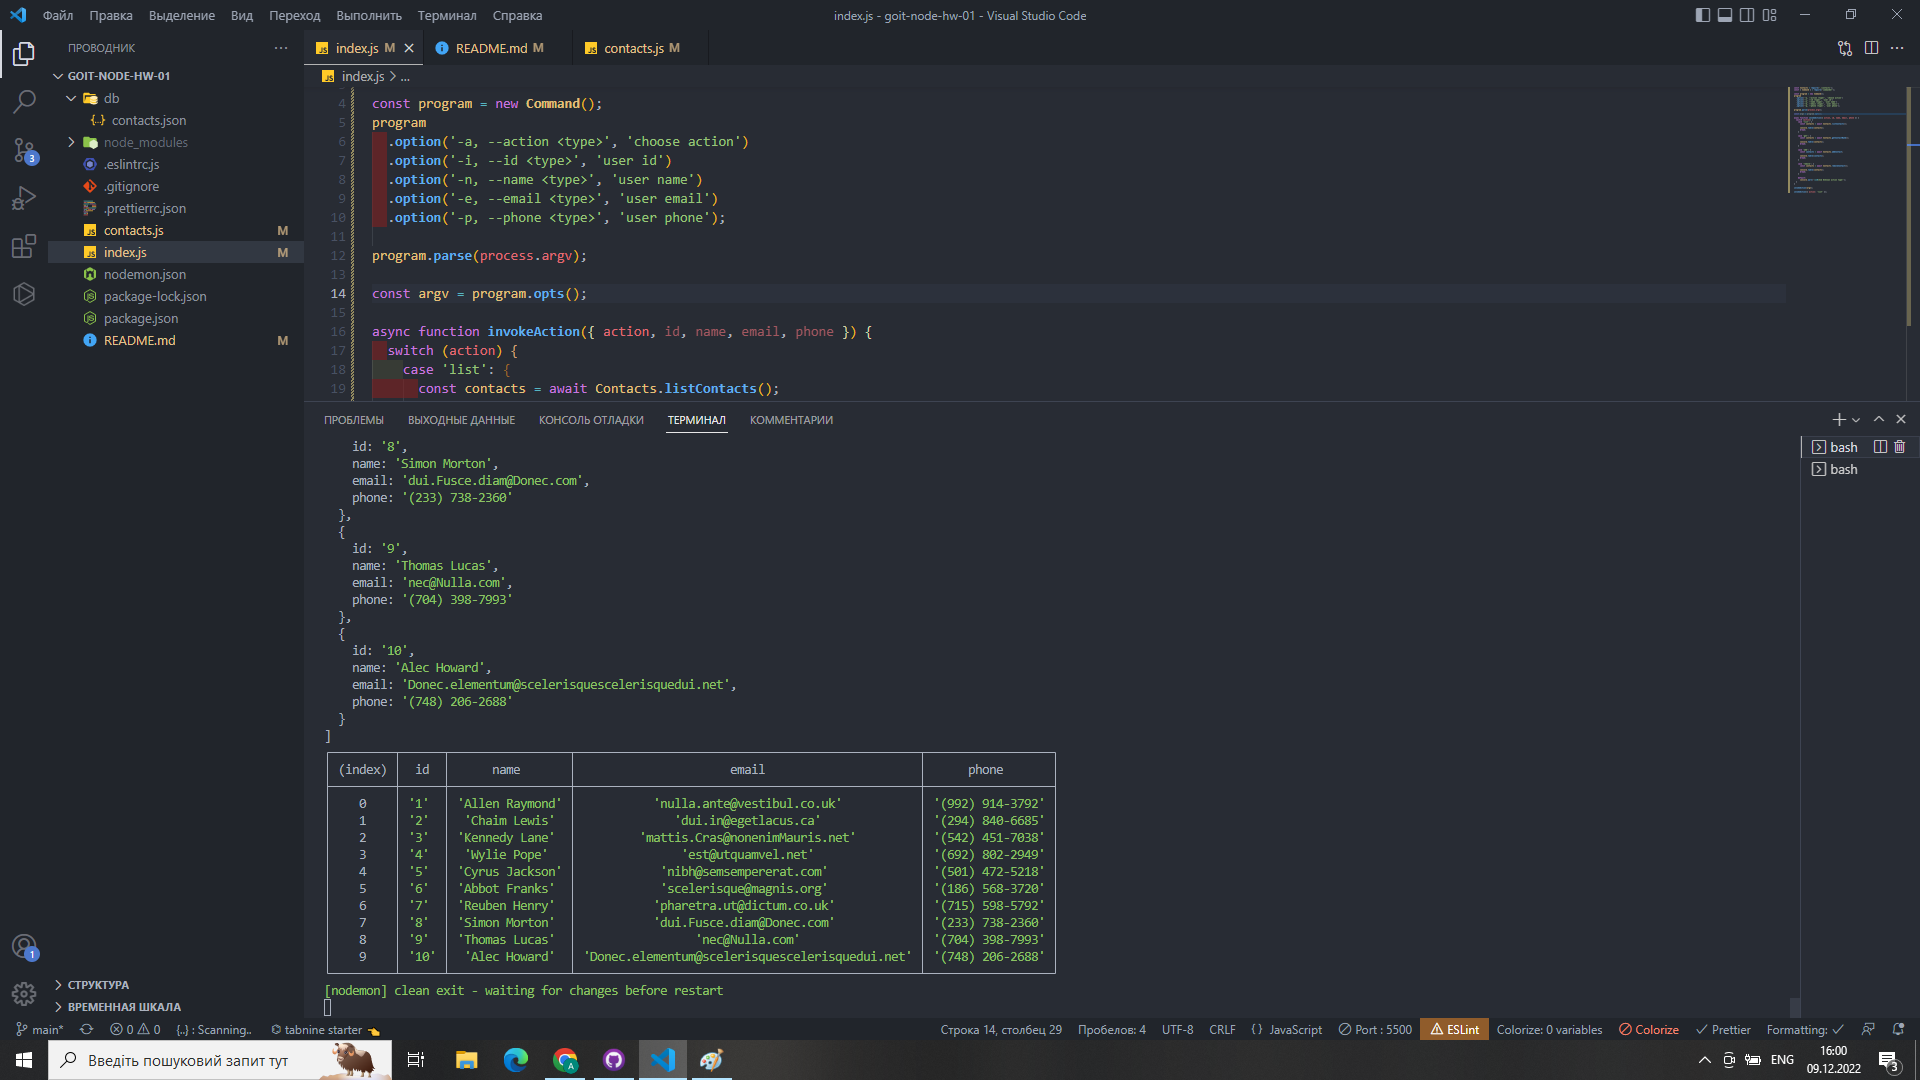 Файл Правка Выделение Вид Переход Выполнить Терминал Справка
index.js - goit-node-hw-01 - Visual Studio Code
ПРОВОДНИК
GOIT-NODE-HW-01
db
contacts.json
node_modules
.eslintrc.js
.gitignore
.prettierrc.json
contacts.js M
index.js M
nodemon.json
package-lock.json
package.json
README.md M
СТРУКТУРА
ВРЕМЕННАЯ ШКАЛА
index.js M README.md M contacts.js M
index.js > ...
4 const program = new Command();
5 program
6 .option('-a, --action <type>', 'choose action')
7 .option('-i, --id <type>', 'user id')
8 .option('-n, --name <type>', 'user name')
9 .option('-e, --email <type>', 'user email')
10 .option('-p, --phone <type>', 'user phone');
11
12 program.parse(process.argv);
13
14 const argv = program.opts();
15
16 async function invokeAction({ action, id, name, email, phone }) {
17 switch (action) {
18 case 'list': {
19 const contacts = await Contacts.listContacts();
ПРОБЛЕМЫ ВЫХОДНЫЕ ДАННЫЕ КОНСОЛЬ ОТЛАДКИ ТЕРМИНАЛ КОММЕНТАРИИ
bash
bash
id: '8',
name: 'Simon Morton',
email: 'dui.Fusce.diam@Donec.com',
phone: '(233) 738-2360'
},
{
id: '9',
name: 'Thomas Lucas',
email: 'nec@Nulla.com',
phone: '(704) 398-7993'
},
{
id: '10',
name: 'Alec Howard',
email: 'Donec.elementum@scelerisquescelerisquedui.net',
phone: '(748) 206-2688'
}
]
(index) id name email phone
0 '1' 'Allen Raymond' 'nulla.ante@vestibul.co.uk' '(992) 914-3792'
1 '2' 'Chaim Lewis' 'dui.in@egetlacus.ca' '(294) 840-6685'
2 '3' 'Kennedy Lane' 'mattis.Cras@nonenimMauris.net' '(542) 451-7038'
3 '4' 'Wylie Pope' 'est@utquamvel.net' '(692) 802-2949'
4 '5' 'Cyrus Jackson' 'nibh@semsempererat.com' '(501) 472-5218'
5 '6' 'Abbot Franks' 'scelerisque@magnis.org' '(186) 568-3720'
6 '7' 'Reuben Henry' 'pharetra.ut@dictum.co.uk' '(715) 598-5792'
7 '8' 'Simon Morton' 'dui.Fusce.diam@Donec.com' '(233) 738-2360'
8 '9' 'Thomas Lucas' 'nec@Nulla.com' '(704) 398-7993'
9 '10' 'Alec Howard' 'Donec.elementum@scelerisquescelerisquedui.net' '(748) 206-2688'
[nodemon] clean exit - waiting for changes before restart
main* 0 0 {..} : Scanning.. tabnine starter Строка 14, столбец 29 Пробелов: 4 UTF-8 CRLF {} JavaScript Port : 5500 ESLint Colorize: 0 variables Colorize Prettier Formatting:
Введіть пошуковий запит тут
ENG
16:00
09.12.2022
3
3
1